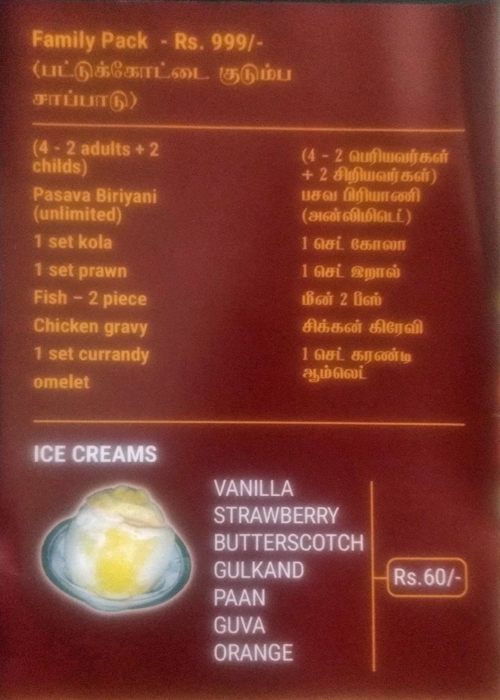 Family Pack - Rs. 999/-
(பட்டுக்கோட்டை குடும்ப
சாப்பாடு)
(4 - 2 adults + 2
childs)
Pasava Biriyani
(unlimited)
1 set kola
1 set prawn
Fish – 2 piece
Chicken gravy
1 set currandy
omelet
(4 - 2 பெரியவர்கள்
+ 2 சிறியவர்கள்)
பசவ பிரியாணி
(அன்லிமிடெட்)
1 செட் கோலா
1 செட் இறால்
மீன் 2 பீஸ்
சிக்கன் கிரேவி
1 செட் கரண்டி
ஆம்லெட்
ICE CREAMS
VANILLA
STRAWBERRY
BUTTERSCOTCH
GULKAND
PAAN
GUVA
ORANGE
Rs.60/-